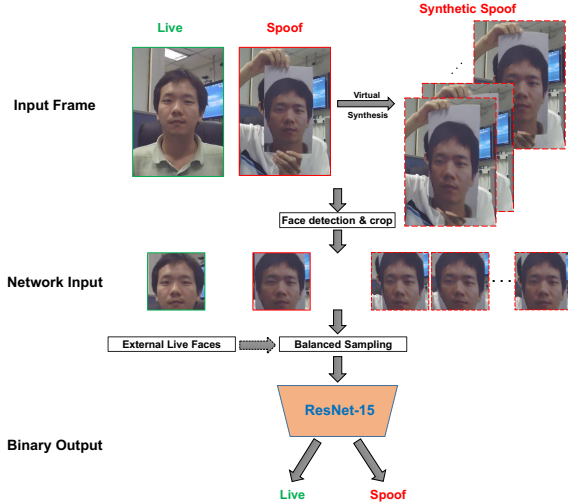 Live
Spoof
Synthetic Spoof
Input Frame
Virtual
Synthesis
Face detection & crop
Network Input
External Live Faces
Balanced Sampling
ResNet-15
Binary Output
Live
Spoof